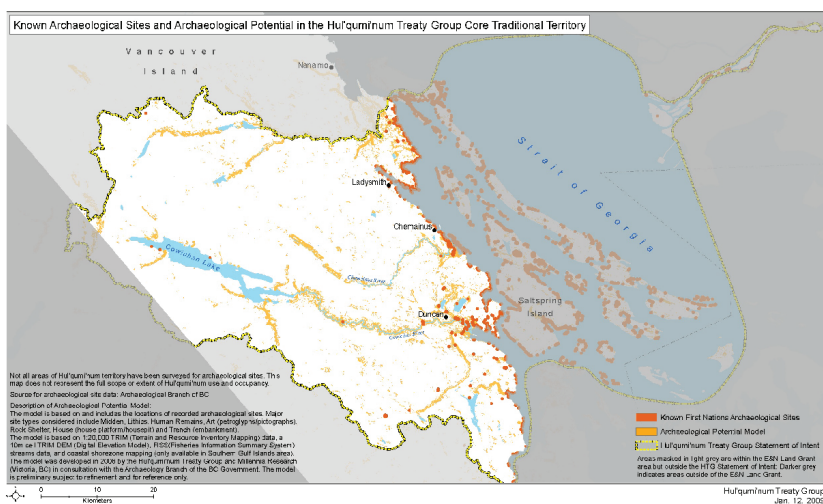 Known Archaeological Sites and Archaeological Potential in the Hul'qumi'num Treaty Group Core Traditional Territory
Vancouver
Island
Nanaimo
Strait of Georgia
Ladysmith
Chemainus
Cowichan Lake
Chemainus River
Saltspring
Island
Duncan
Cowichan River
Not all areas of Hul'qumi'num territory have been surveyed for archaeological sites. This
map does not represent the full scope or extent of Hul'qumi'num use and occupancy.
Source for archaeological site data: Archaeological Branch of BC
Description of Archaeological Potential Model:
The model is based on and includes the locations of recorded archaeological sites. Major
site types considered include Midden, Lithics, Human Remains, Art (petroglyphs/pictographs),
Rock Shelter, House (house platform/housepit) and Trench (embankment).
The model is based on 1:20,000 TRIM (Terrain and Resource Inventory Mapping) data, a
10m cell TRIM DEM (Digital Elevation Model), FISS(Fisheries Information Summary System)
streams data, and coastal shorezone mapping (only available in Southern Gulf Islands area).
The model was developed in 2006 by the Hul'qumi'num Treaty Group and Millennia Research
(Victoria, BC) in consultation with the Archaeology Branch of the BC Government. The model
is preliminary subject to refinement and for reference only.
Known First Nations Archaeological Sites
Archaeological Potential Model
Hul'qumi'num Treaty Group Statement of Intent
Areas masked in light grey are within the E&N Land Grant
area but outside the HTG Statement of Intent: Darker grey
indicates areas outside of the E&N Land Grant.
0 10 20
Kilometers
Hul'qumi'num Treaty Group
Jan. 12, 2009